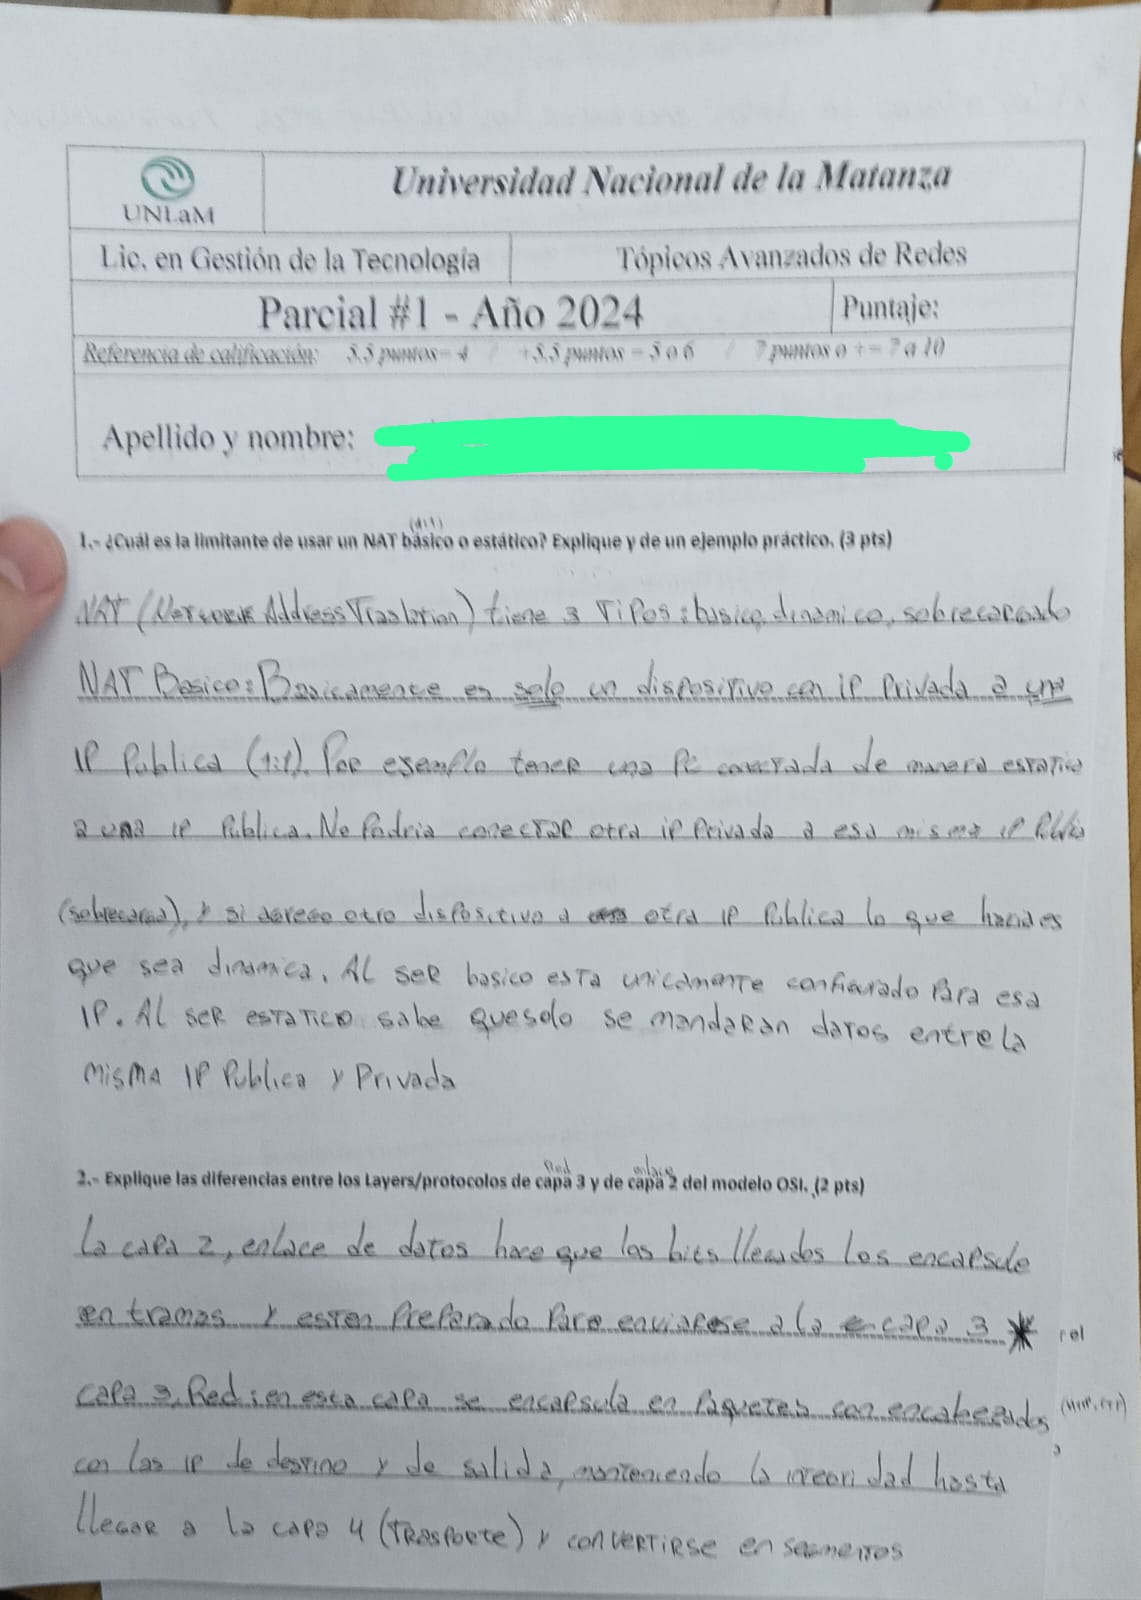 UNLaM
Universidad Nacional de la Matanza
Lic. en Gestión de la Tecnología
Tópicos Avanzados de Redes
Parcial #1 - Año 2024
Puntaje:
Referencia de calificación: 5.5 puntos= 4 / +5.5 puntos = 5 o 6 / 7 puntos o + = 7 a 10
Apellido y nombre:
(1:1)
1.- ¿Cuál es la limitante de usar un NAT básico o estático? Explique y de un ejemplo práctico. (3 pts)
NAT (Network Address Traslation) tiene 3 tipos: basico, dinamico, sobrecargado
NAT Basico: Basicamente es solo un dispositivo con IP Privada a una
IP Publica (1:1). Por esemplo tener una Pc conectada de manera estatica
a una IP Publica. No Podria conectar otra ip Privada a esa misma IP Publica
(sobrecarga), y si agrego otro dispositivo a otra IP Publica lo que haria es
que sea dinamica. Al ser basico esta unicamente configurado Para esa
IP. Al ser estatico sabe que solo se mandaran datos entre la
misma IP Publica y Privada
Red enlace
2.- Explique las diferencias entre los Layers/protocolos de capa 3 y de capa 2 del modelo OSI. (2 pts)
La capa 2, enlace de datos hace que los bits llegados los encapsule
en tramas y esten Preparado Para enviarse a la capa 3 *
capa 3, Red: en esta capa se encapsula en Paquetes con encabezados
con las IP de destino y de salida, manteniendo la integridad hasta
llegar a la capa 4 (Trasporte) y convertirse en segmentos